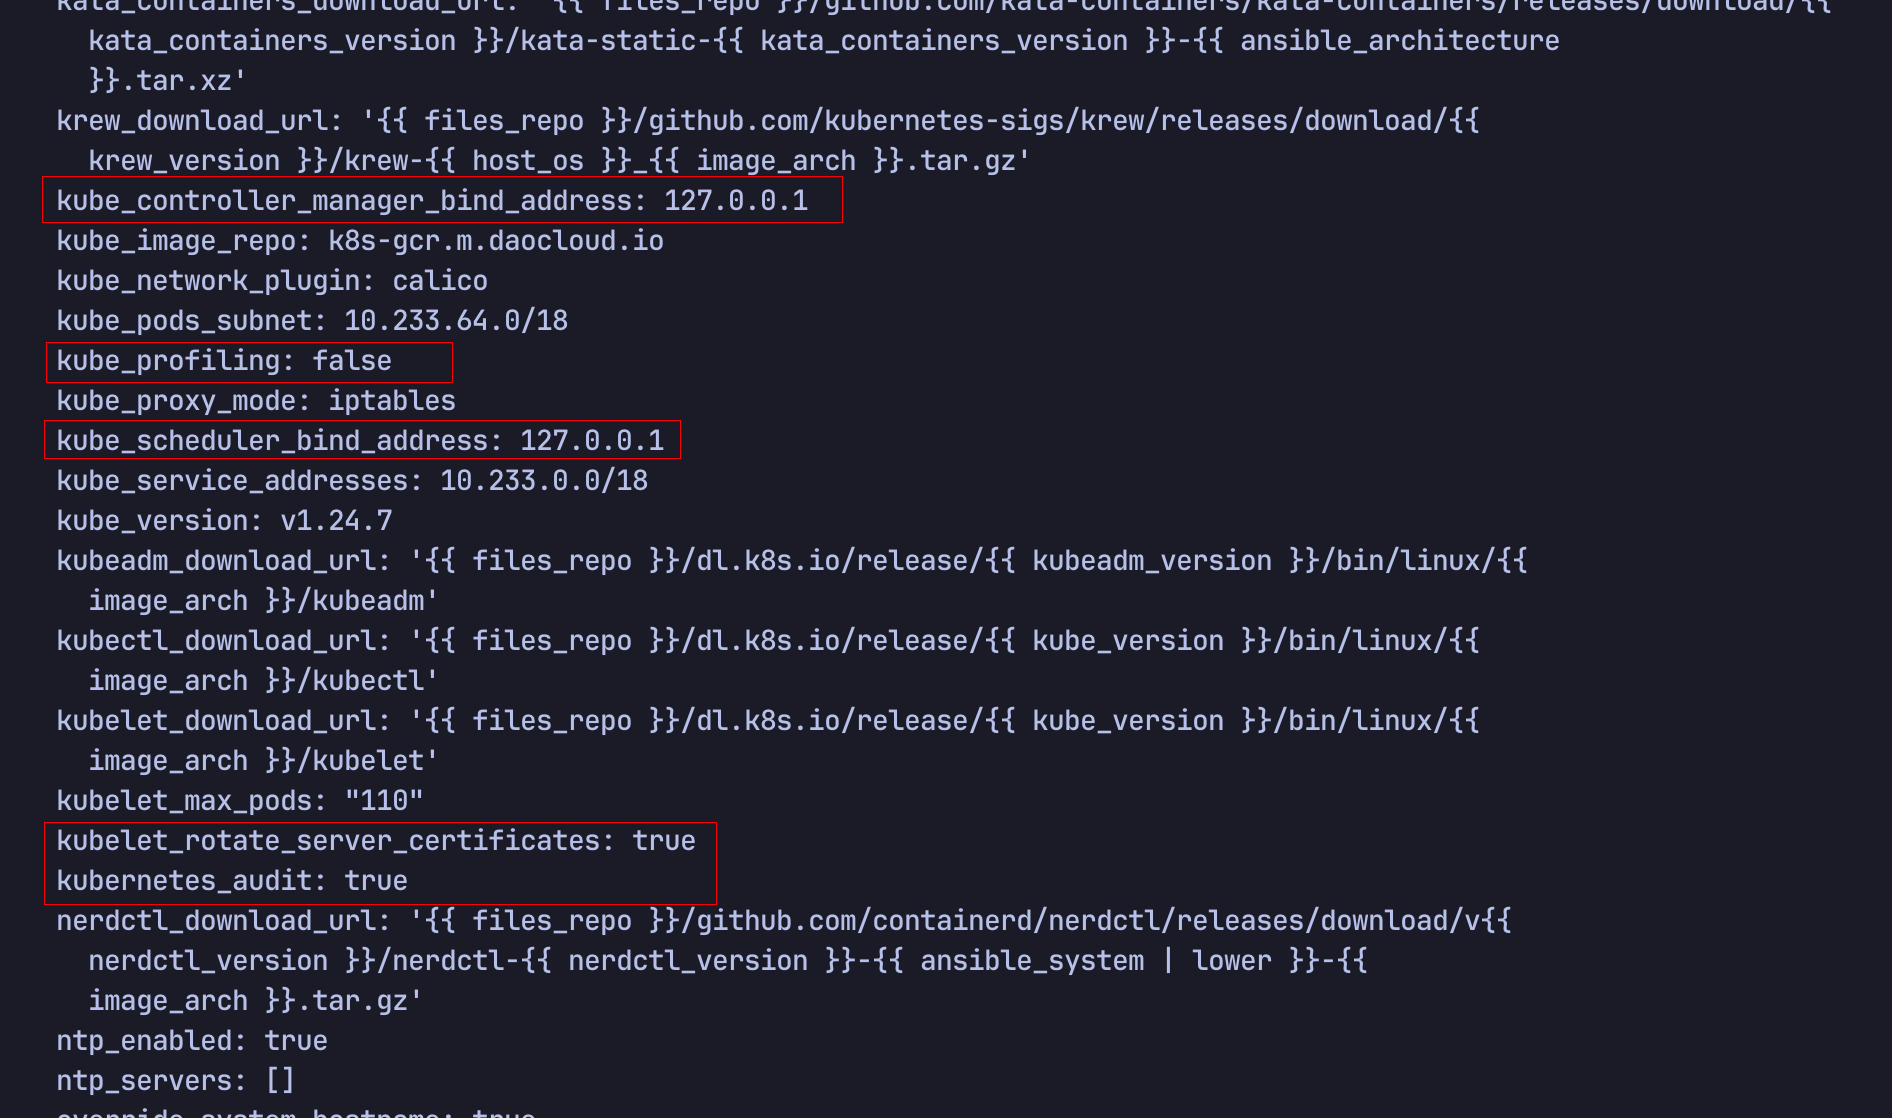 kata_containers_download_url: '{{ files_repo }}/github.com/kata-containers/kata-containers/releases/download/{{
kata_containers_version }}/kata-static-{{ kata_containers_version }}-{{ ansible_architecture
}}.tar.xz'
krew_download_url: '{{ files_repo }}/github.com/kubernetes-sigs/krew/releases/download/{{
krew_version }}/krew-{{ host_os }}_{{ image_arch }}.tar.gz'
kube_controller_manager_bind_address: 127.0.0.1
kube_image_repo: k8s-gcr.m.daocloud.io
kube_network_plugin: calico
kube_pods_subnet: 10.233.64.0/18
kube_profiling: false
kube_proxy_mode: iptables
kube_scheduler_bind_address: 127.0.0.1
kube_service_addresses: 10.233.0.0/18
kube_version: v1.24.7
kubeadm_download_url: '{{ files_repo }}/dl.k8s.io/release/{{ kubeadm_version }}/bin/linux/{{
image_arch }}/kubeadm'
kubectl_download_url: '{{ files_repo }}/dl.k8s.io/release/{{ kube_version }}/bin/linux/{{
image_arch }}/kubectl'
kubelet_download_url: '{{ files_repo }}/dl.k8s.io/release/{{ kube_version }}/bin/linux/{{
image_arch }}/kubelet'
kubelet_max_pods: "110"
kubelet_rotate_server_certificates: true
kubernetes_audit: true
nerdctl_download_url: '{{ files_repo }}/github.com/containerd/nerdctl/releases/download/v{{
nerdctl_version }}/nerdctl-{{ nerdctl_version }}-{{ ansible_system | lower }}-{{
image_arch }}.tar.gz'
ntp_enabled: true
ntp_servers: []
override_system_hostname: true